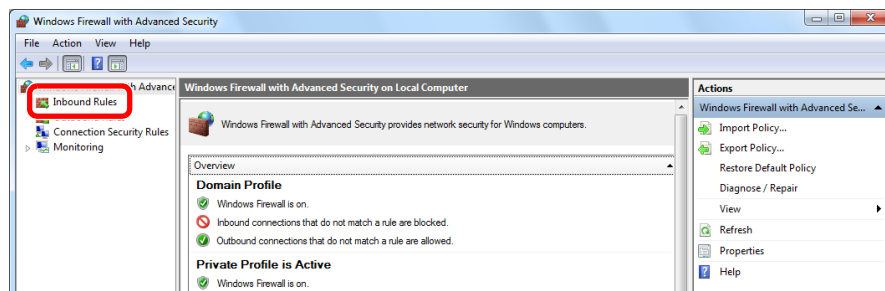 Windows Firewall with Advanced Security
File Action View Help
h Advance
Inbound Rules
Connection Security Rules
Monitoring
Windows Firewall with Advanced Security on Local Computer
Windows Firewall with Advanced Security provides network security for Windows computers.
Overview
Domain Profile
Windows Firewall is on.
Inbound connections that do not match a rule are blocked.
Outbound connections that do not match a rule are allowed.
Private Profile is Active
Windows Firewall is on.
Actions
Windows Firewall with Advanced Se...
Import Policy...
Export Policy...
Restore Default Policy
Diagnose / Repair
View
Refresh
Properties
Help